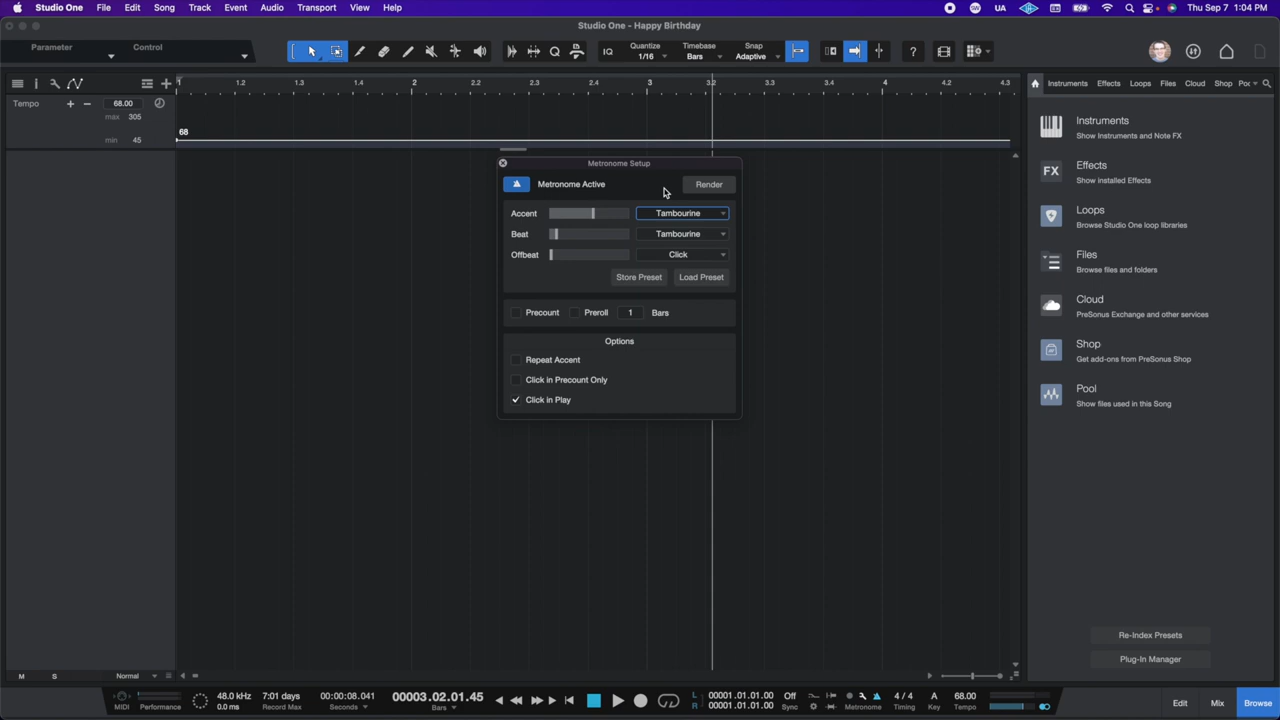 Studio One File Edit Song Track Event Audio Transport View Help UA Thu Sep 7 1:04 PM
Studio One - Happy Birthday
Parameter Control IQ Quantize 1/16 Timebase Bars Snap Adaptive ?
i 1 1.2 1.3 1.4 2 2.2 2.3 2.4 3 3.2 3.3 3.4 4 4.3
Instruments Effects Loops Files Cloud Shop Poc
Tempo + - 68.00
max 305
min 45
68
Metronome Setup
Metronome Active Render
Accent Tambourine
Beat Tambourine
Offbeat Click
Store Preset Load Preset
Precount Preroll 1 Bars
Options
Repeat Accent
Click in Precount Only
Click in Play
Instruments
Show Instruments and Note FX
FX Effects
Show installed Effects
Loops
Browse Studio One loop libraries
Files
Browse files and folders
Cloud
PreSonus Exchange and other services
Shop
Get add-ons from PreSonus Shop
Pool
Show files used in this Song
Re-Index Presets
Plug-In Manager
M S Normal
MIDI Performance
48.0 kHz
0.0 ms
7:01 days
Record Max
00:00:08.041
Seconds
00003.02.01.45
Bars
L 00001.01.01.00
R 00001.01.01.00
Off
Sync
Metronome
4 / 4
Timing
A
Key
68.00
Tempo
Edit Mix Browse